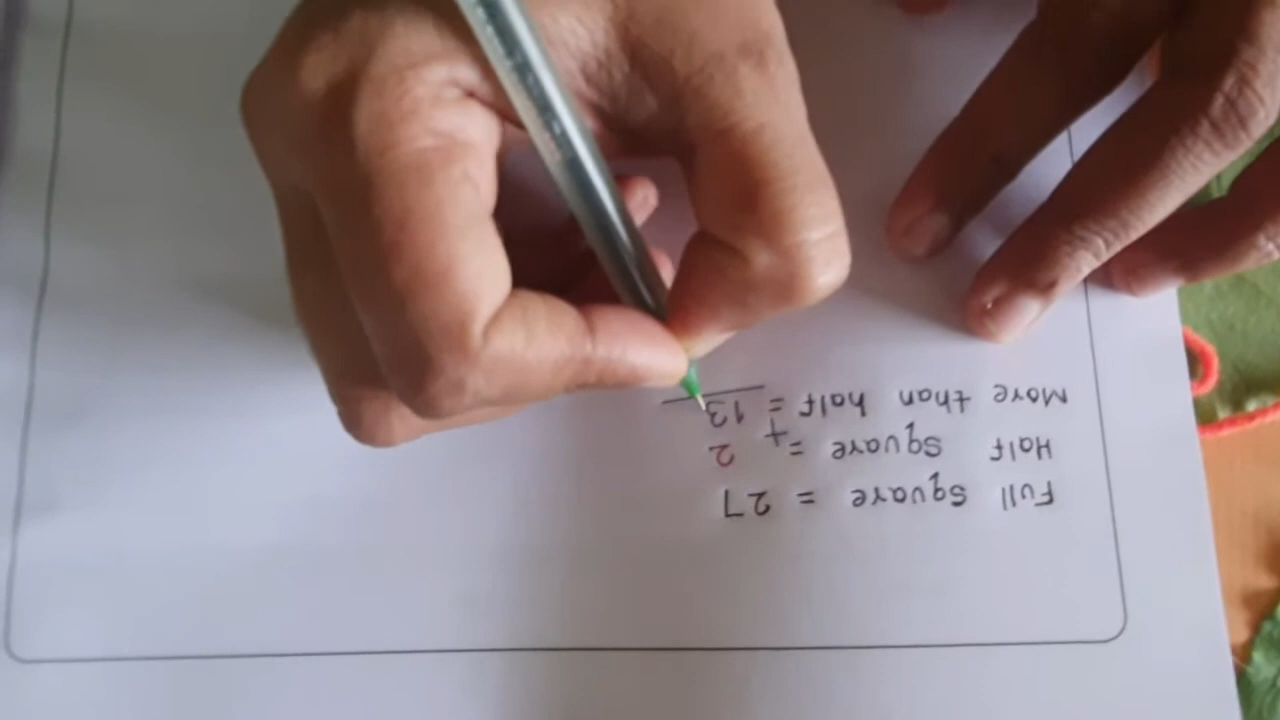 Full Square = 27
Half Square = 2
+
More than half = 13